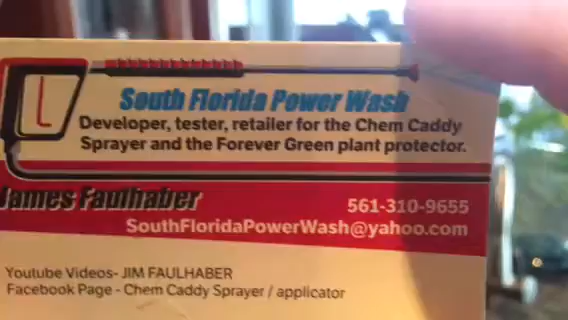 South Florida Power Wash
Developer, tester, retailer for the Chem Caddy
Sprayer and the Forever Green plant protector.
James Faulhaber
561-310-9655
SouthFloridaPowerWash@yahoo.com
Youtube Videos- JIM FAULHABER
Facebook Page - Chem Caddy Sprayer / applicator